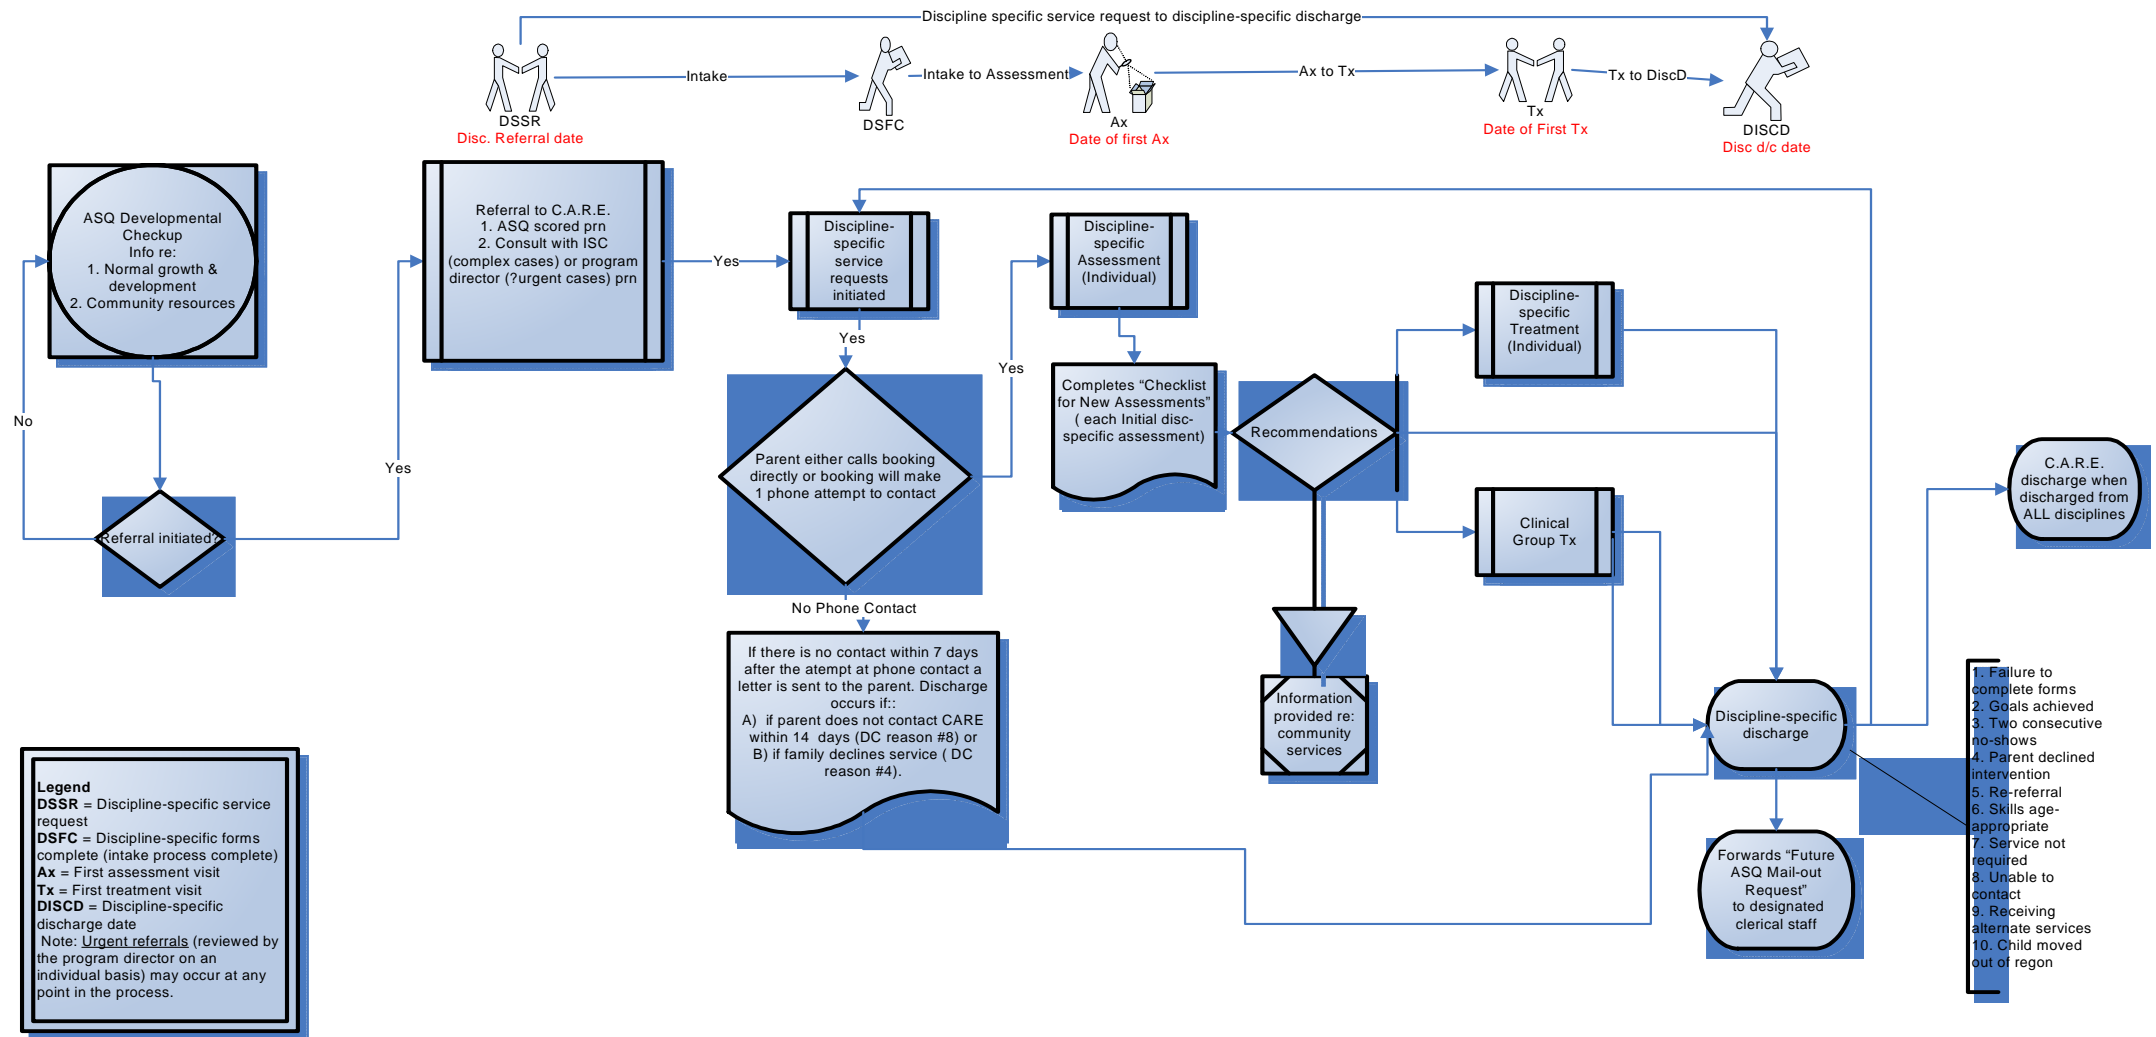 Discipline specific service request to discipline-specific discharge
Intake
Intake to Assessment
Ax to Tx
Tx to DiscD
DSSR
Disc. Referral date
DSFC
Ax
Date of first Ax
Tx
Date of First Tx
DISCD
Disc d/c date
ASQ Developmental
Checkup
Info re:
1. Normal growth &
development
2. Community resources
No
Referral initiated?
Yes
Referral to C.A.R.E.
1. ASQ scored prn
2. Consult with ISC
(complex cases) or program
director (?urgent cases) prn
Yes
Discipline-
specific
service
requests
initiated
Yes
Parent either calls booking
directly or booking will make
1 phone attempt to contact
No Phone Contact
If there is no contact within 7 days
after the atempt at phone contact a
letter is sent to the parent. Discharge
occurs if::
A) if parent does not contact CARE
within 14 days (DC reason #8) or
B) if family declines service ( DC
reason #4).
Yes
Discipline-
specific
Assessment
(Individual)
Completes “Checklist
for New Assessments”
( each Initial disc-
specific assessment)
Recommendations
Information
provided re:
community
services
Discipline-
specific
Treatment
(Individual)
Clinical
Group Tx
Discipline-specific
discharge
Forwards “Future
ASQ Mail-out
Request”
to designated
clerical staff
C.A.R.E.
discharge when
discharged from
ALL disciplines
1. Failure to
complete forms
2. Goals achieved
3. Two consecutive
no-shows
4. Parent declined
intervention
5. Re-referral
6. Skills age-
appropriate
7. Service not
required
8. Unable to
contact
9. Receiving
alternate services
10. Child moved
out of regon
Legend
DSSR = Discipline-specific service
request
DSFC = Discipline-specific forms
complete (intake process complete)
Ax = First assessment visit
Tx = First treatment visit
DISCD = Discipline-specific
discharge date
Note: Urgent referrals (reviewed by
the program director on an
individual basis) may occur at any
point in the process.